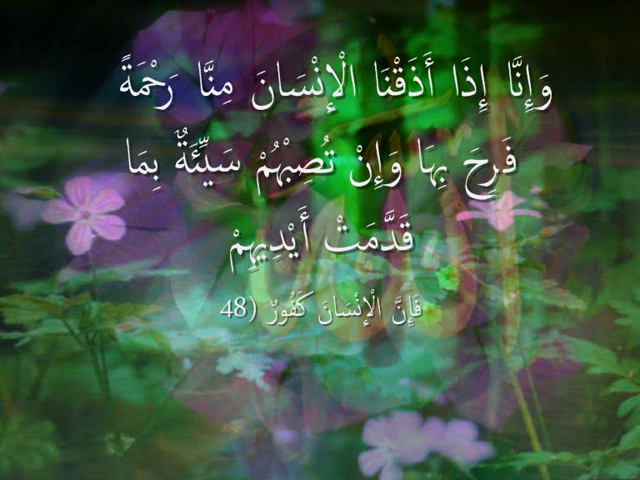 وَإِنَّا إِذَا أَذَقْنَا الْإِنْسَانَ مِنَّا رَحْمَةً
فَرِحَ بِهَا وَإِنْ تُصِبْهُمْ سَيِّئَةٌ بِمَا
قَدَّمَتْ أَيْدِيهِمْ
فَإِنَّ الْإِنْسَانَ كَفُورٌ (48